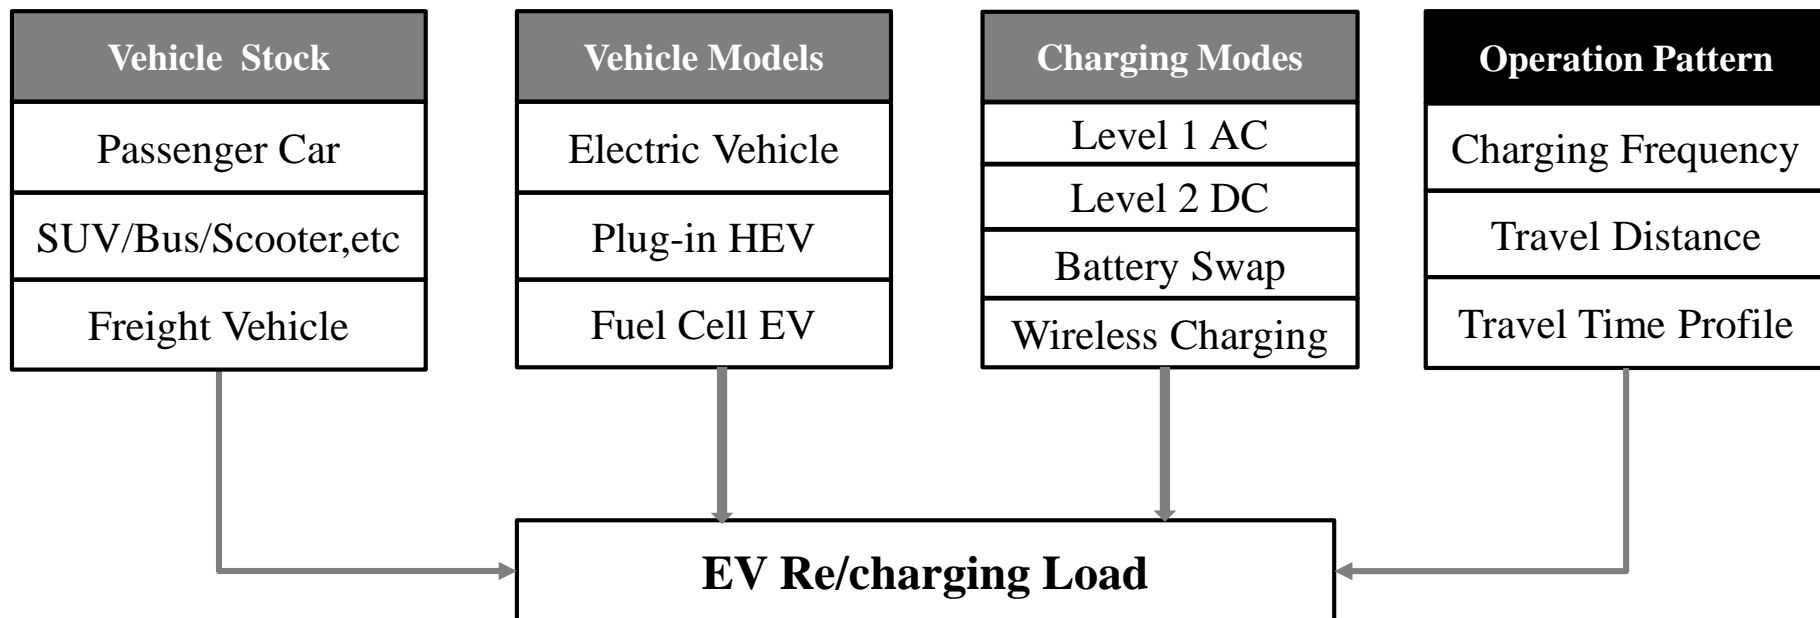 Vehicle Stock
Passenger Car
SUV/Bus/Scooter,etc
Freight Vehicle
Vehicle Models
Electric Vehicle
Plug-in HEV
Fuel Cell EV
Charging Modes
Level 1 AC
Level 2 DC
Battery Swap
Wireless Charging
Operation Pattern
Charging Frequency
Travel Distance
Travel Time Profile
EV Re/charging Load